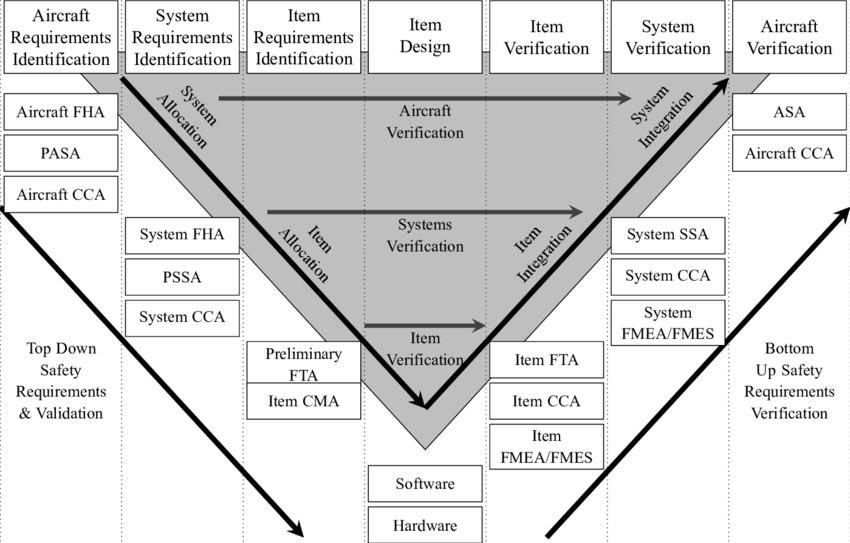 Aircraft
Requirements
Identification
System
Requirements
Identification
Item
Requirements
Identification
Item
Design
Item
Verification
System
Verification
Aircraft
Verification
Aircraft FHA
PASA
Aircraft CCA
System
Allocation
Aircraft
Verification
System
Integration
ASA
Aircraft CCA
System FHA
PSSA
System CCA
Item
Allocation
Systems
Verification
Item
Integration
System SSA
System CCA
System
FMEA/FMES
Top Down
Safety
Requirements
& Validation
Preliminary
FTA
Item CMA
Item
Verification
Item FTA
Item CCA
Item
FMEA/FMES
Bottom
Up Safety
Requirements
Verification
Software
Hardware